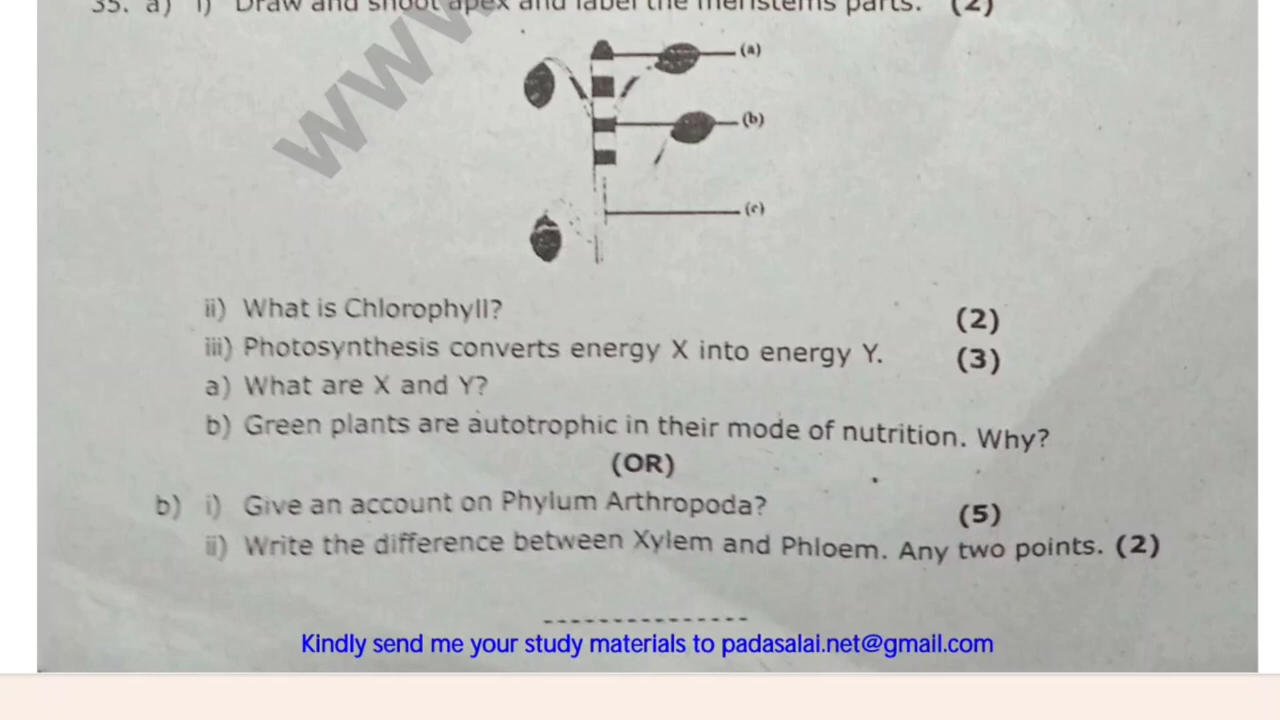 35. a) i) Draw and shoot apex and label the meristems parts. (2)
www
(a)
(b)
(c)
ii) What is Chlorophyll? (2)
iii) Photosynthesis converts energy X into energy Y. (3)
a) What are X and Y?
b) Green plants are autotrophic in their mode of nutrition. Why?
(OR)
b) i) Give an account on Phylum Arthropoda? (5)
ii) Write the difference between Xylem and Phloem. Any two points. (2)
Kindly send me your study materials to padasalai.net@gmail.com